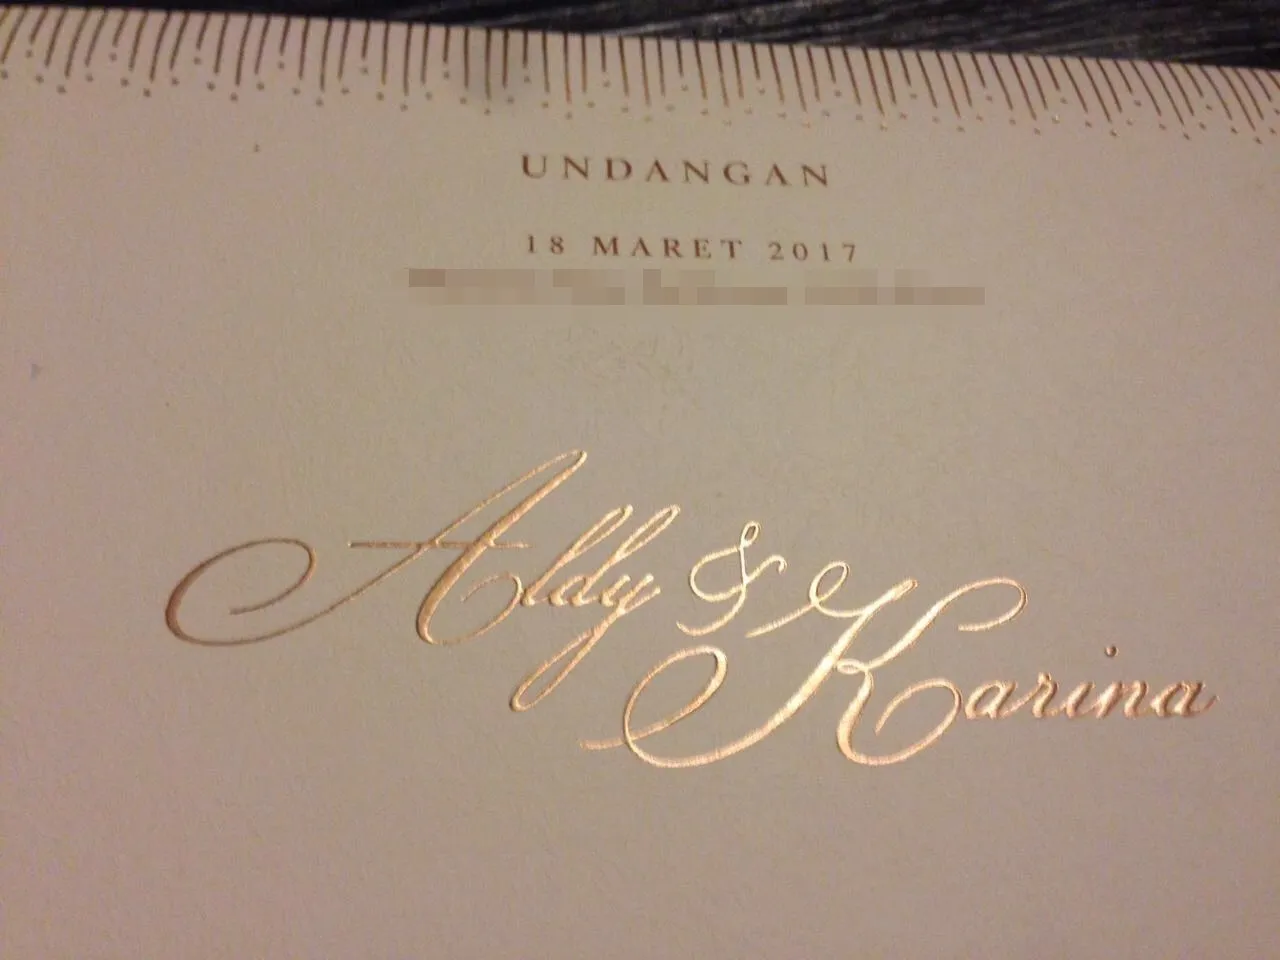 UNDANGAN
18 MARET 2017
Aldy & Karina